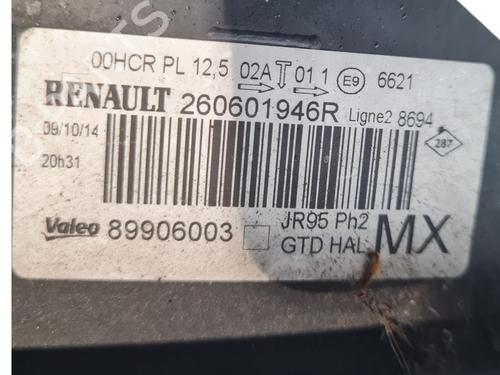 00HCR PL 12,5 02A 01 1 E9 6621
RENAULT 260601946R Ligne2 8694
09/10/14
287
20h31
Valeo 89906003 JR95 Ph2
GTD HAL MX